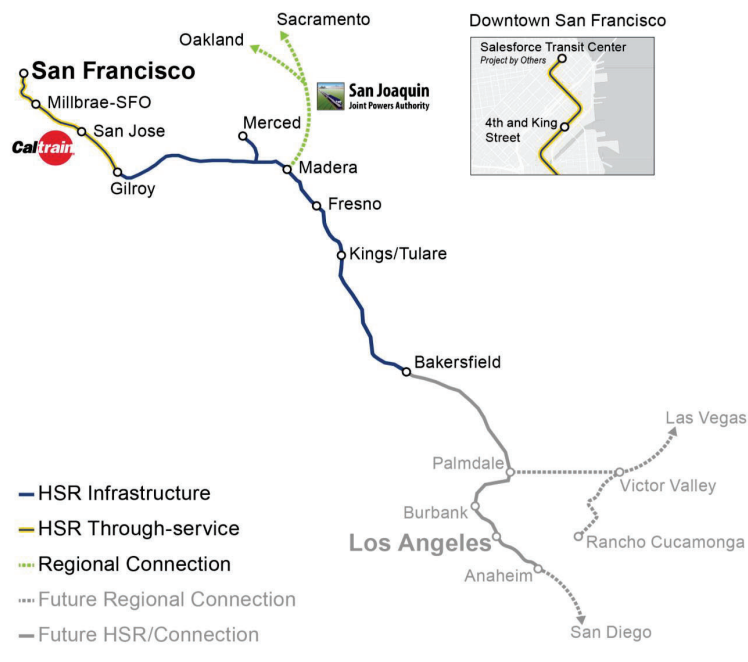 Sacramento
Oakland
San Francisco
Millbrae-SFO
San Jose
Caltrain
Gilroy
Merced
San Joaquin
Joint Powers Authority
Madera
Fresno
Kings/Tulare
Bakersfield
Downtown San Francisco
Salesforce Transit Center
Project by Others
4th and King
Street
Las Vegas
Palmdale
Victor Valley
Burbank
Los Angeles
Rancho Cucamonga
Anaheim
San Diego
HSR Infrastructure
HSR Through-service
Regional Connection
Future Regional Connection
Future HSR/Connection